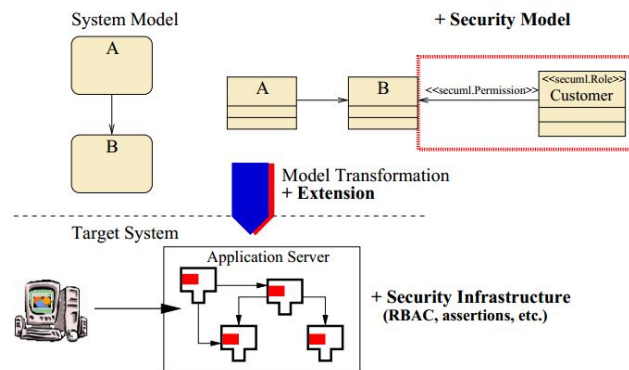 System Model
+ Security Model
A
B
A
B
<<secuml.Permission>>
<<secuml.Role>>
Customer
Model Transformation
+ Extension
Target System
Application Server
+ Security Infrastructure
(RBAC, assertions, etc.)